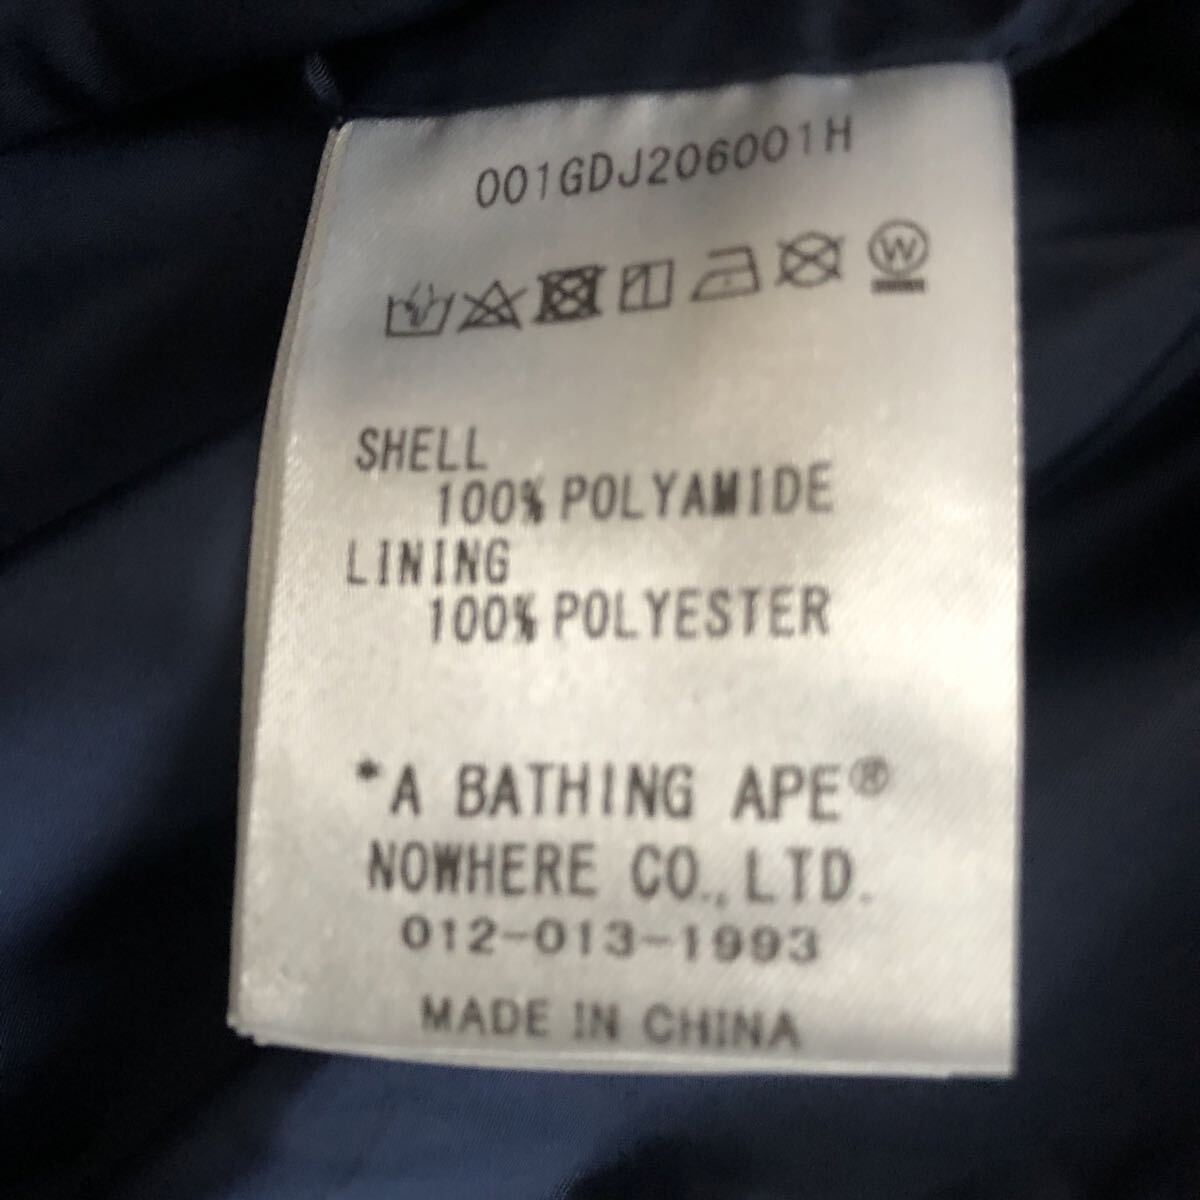 001GDJ206001H
W
SHELL
100% POLYAMIDE
LINING
100% POLYESTER
*A BATHING APE®
NOWHERE CO., LTD.
012-013-1993
MADE IN CHINA